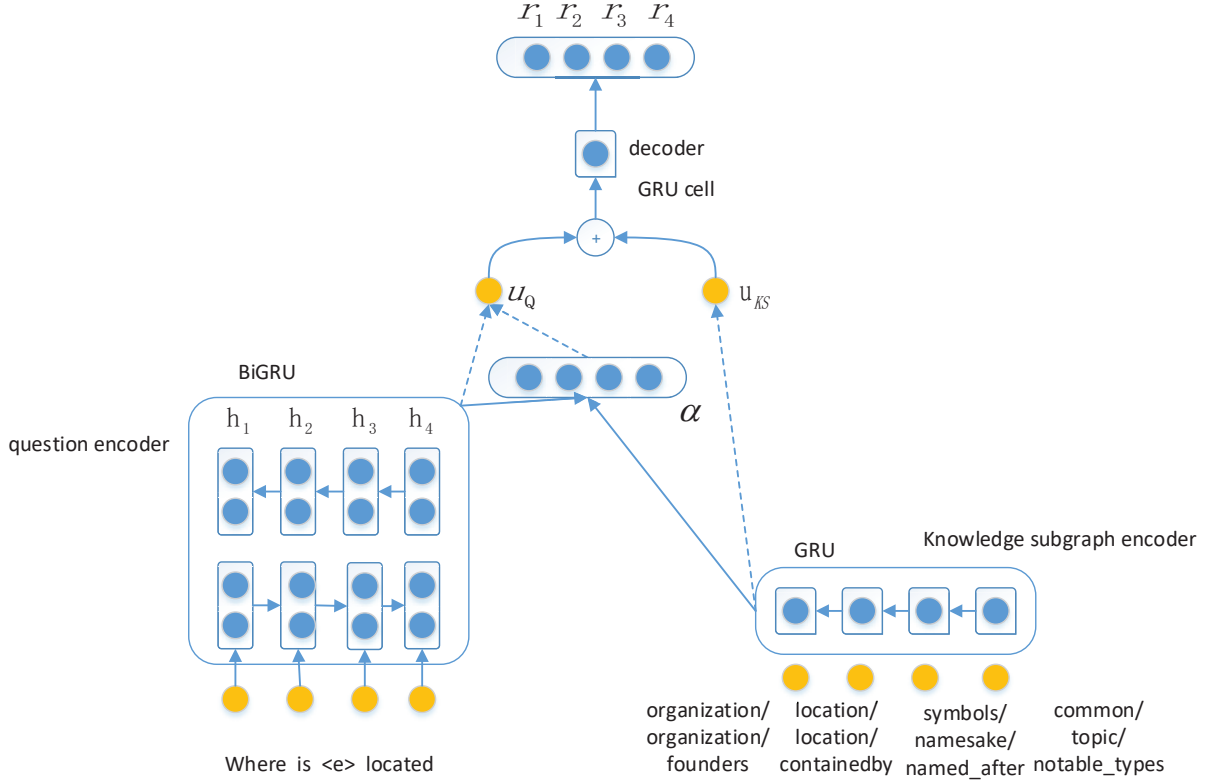 r1 r2 r3 r4
decoder
GRU cell
+
uQ
uKS
BiGRU
α
h1 h2 h3 h4
question encoder
GRU
Knowledge subgraph encoder
organization/
organization/
founders
location/
location/
containedby
symbols/
namesake/
named_after
common/
topic/
notable_types
Where is <e> located